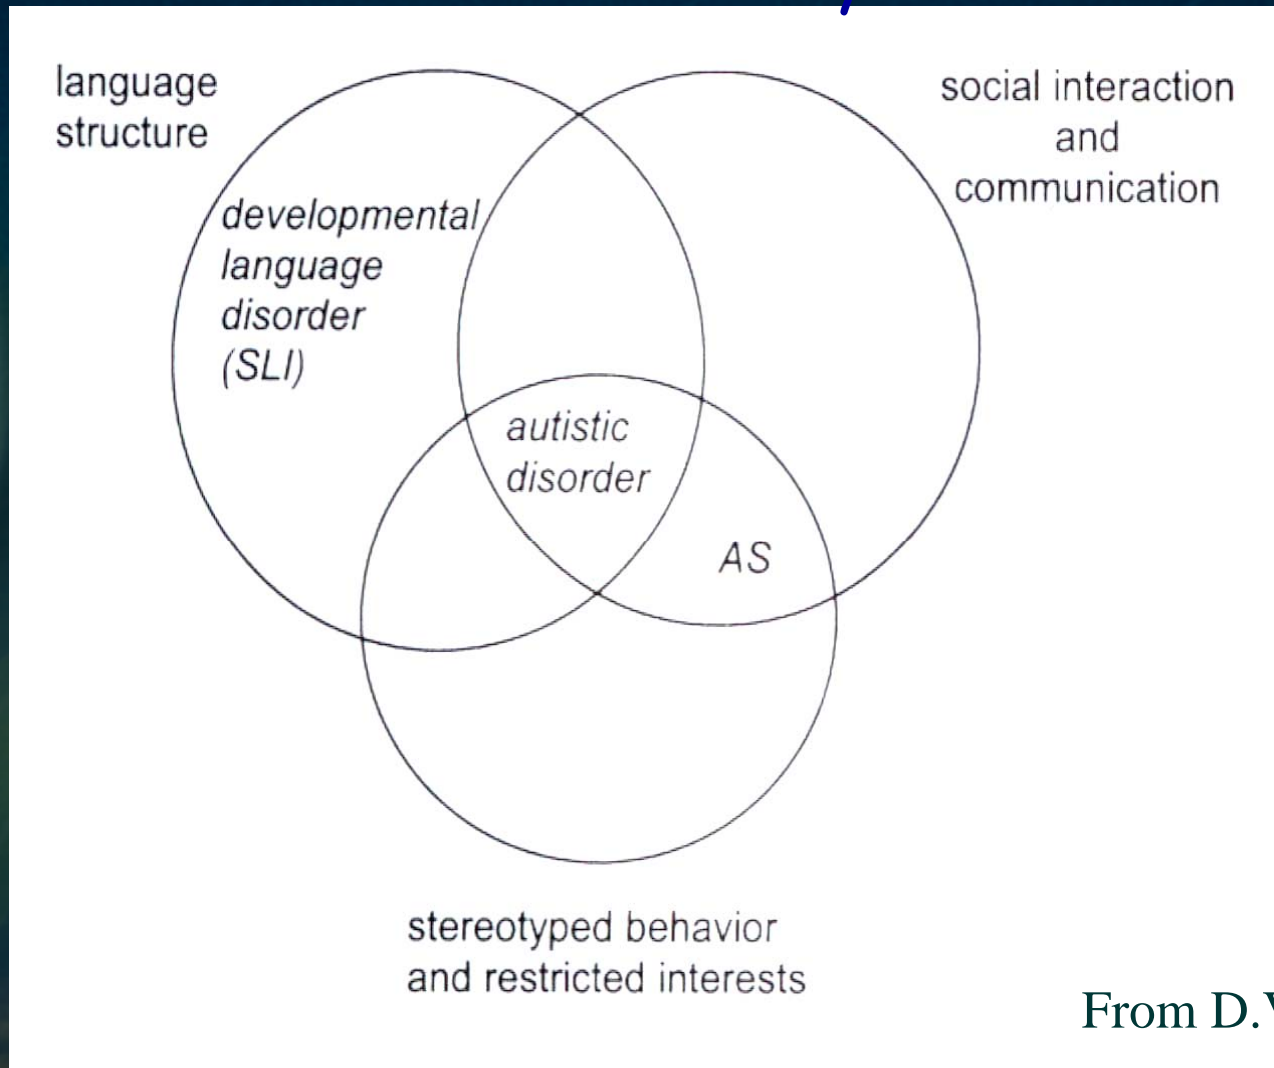 language
structure
social interaction
and
communication
developmental
language
disorder
(SLI)
autistic
disorder
AS
stereotyped behavior
and restricted interests
From D.